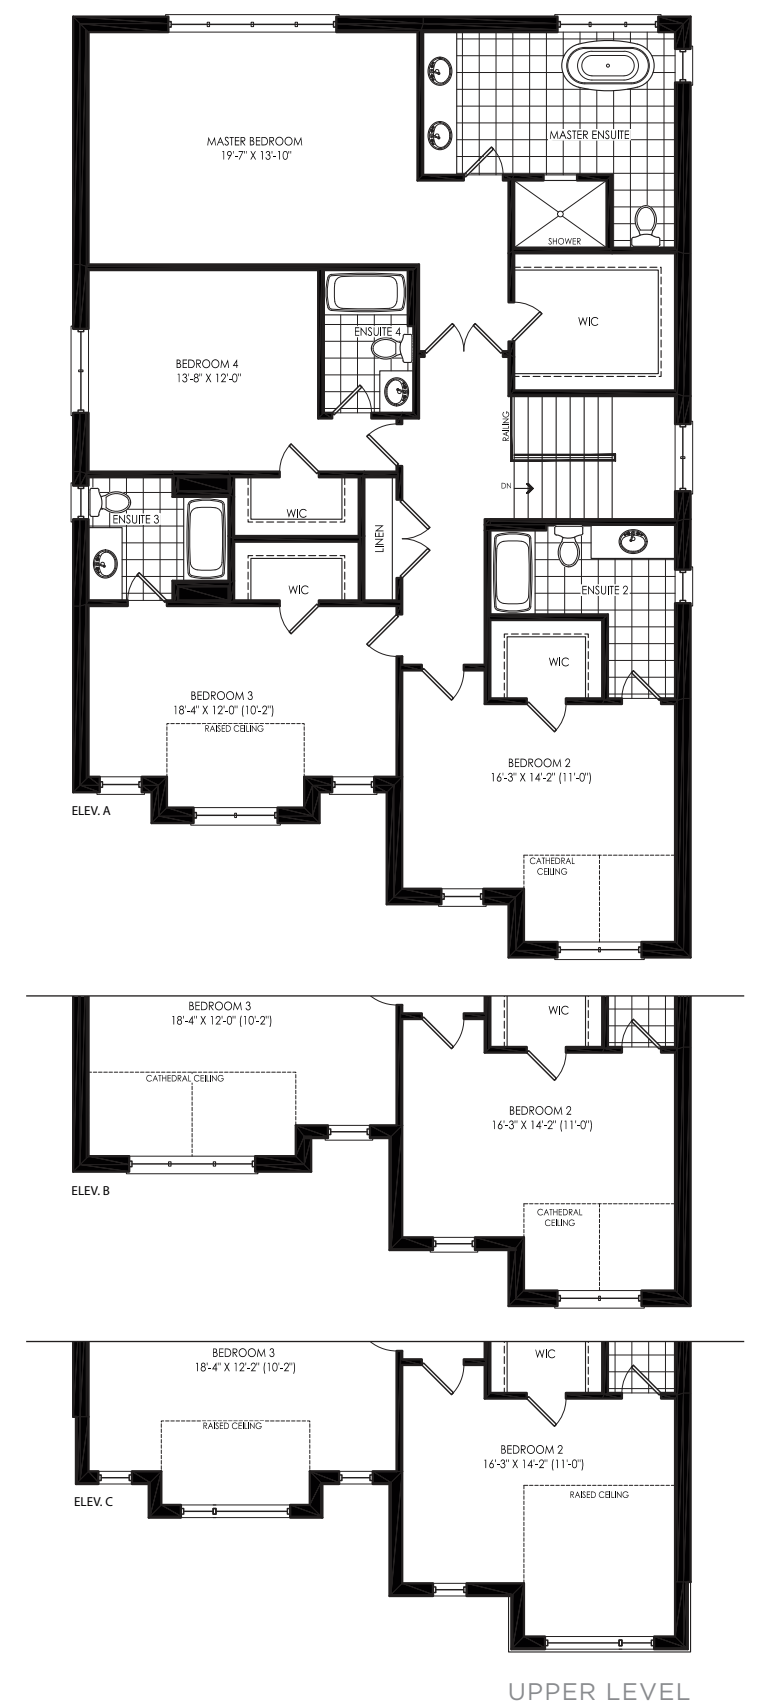 MASTER BEDROOM
19'-7" X 13'-10"
MASTER ENSUITE
SHOWER
WIC
ENSUITE 4
BEDROOM 4
13'-8" X 12'-0"
RAILING
DN
WIC
LINEN
ENSUITE 3
WIC
ENSUITE 2
WIC
BEDROOM 3
18'-4" X 12'-0" (10'-2")
RAISED CEILING
BEDROOM 2
16'-3" X 14'-2" (11'-0")
ELEV. A
CATHEDRAL
CEILING
BEDROOM 3
18'-4" X 12'-0" (10'-2")
WIC
CATHEDRAL CEILING
BEDROOM 2
16'-3" X 14'-2" (11'-0")
ELEV. B
CATHEDRAL
CEILING
BEDROOM 3
18'-4" X 12'-2" (10'-2")
WIC
RAISED CEILING
BEDROOM 2
16'-3" X 14'-2" (11'-0")
RAISED CEILING
ELEV. C
UPPER LEVEL